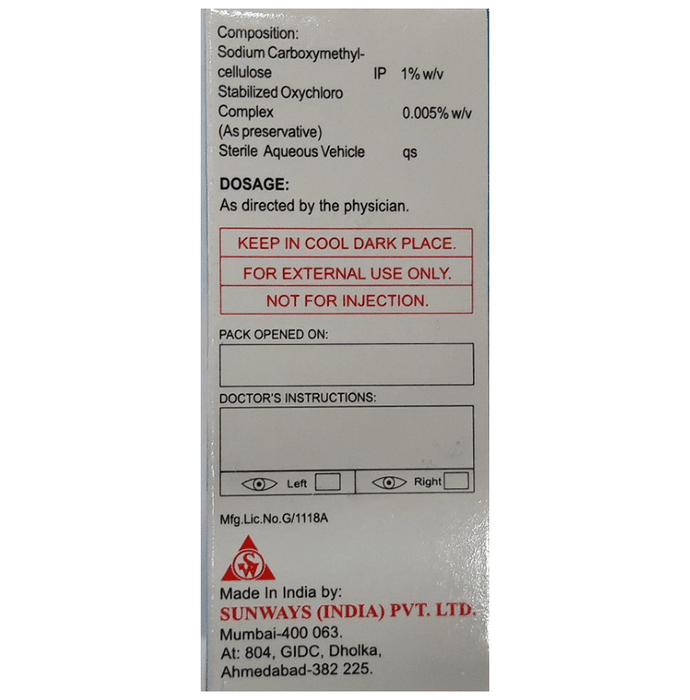 Composition:
Sodium Carboxymethyl-
cellulose IP 1% w/v
Stabilized Oxychloro
Complex 0.005% w/v
(As preservative)
Sterile Aqueous Vehicle qs
DOSAGE:
As directed by the physician.
KEEP IN COOL DARK PLACE.
FOR EXTERNAL USE ONLY.
NOT FOR INJECTION.
PACK OPENED ON:
DOCTOR'S INSTRUCTIONS:
Left Right
Mfg.Lic.No.G/1118A
SW
Made In India by:
SUNWAYS (INDIA) PVT. LTD.
Mumbai-400 063.
At: 804, GIDC, Dholka,
Ahmedabad-382 225.